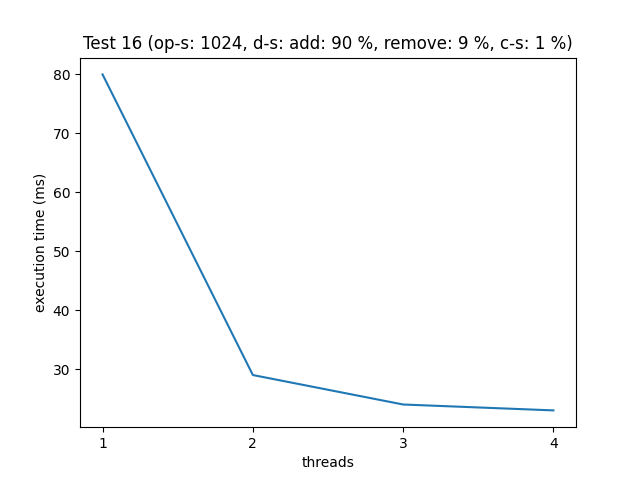 Test 16 (op-s: 1024, d-s: add: 90 %, remove: 9 %, c-s: 1 %)
80
70
60
50
40
30
execution time (ms)
1 2 3 4
threads